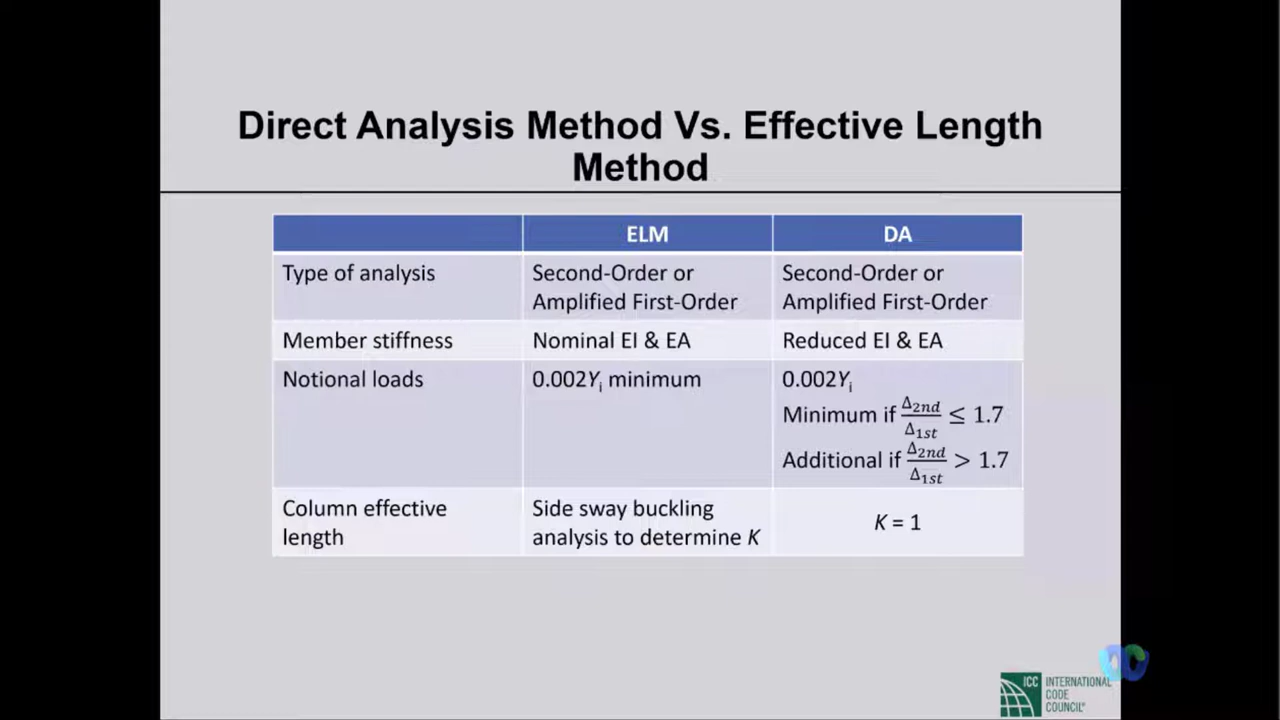 Direct Analysis Method Vs. Effective Length
Method
ELM
DA
Type of analysis
Second-Order or
Amplified First-Order
Second-Order or
Amplified First-Order
Member stiffness
Nominal EI & EA
Reduced EI & EA
Notional loads
0.002Yᵢ minimum
0.002Yᵢ
Minimum if Δ2nd/Δ1st ≤ 1.7
Additional if Δ2nd/Δ1st > 1.7
Column effective
length
Side sway buckling
analysis to determine K
K = 1
ICC
INTERNATIONAL
CODE
COUNCIL®